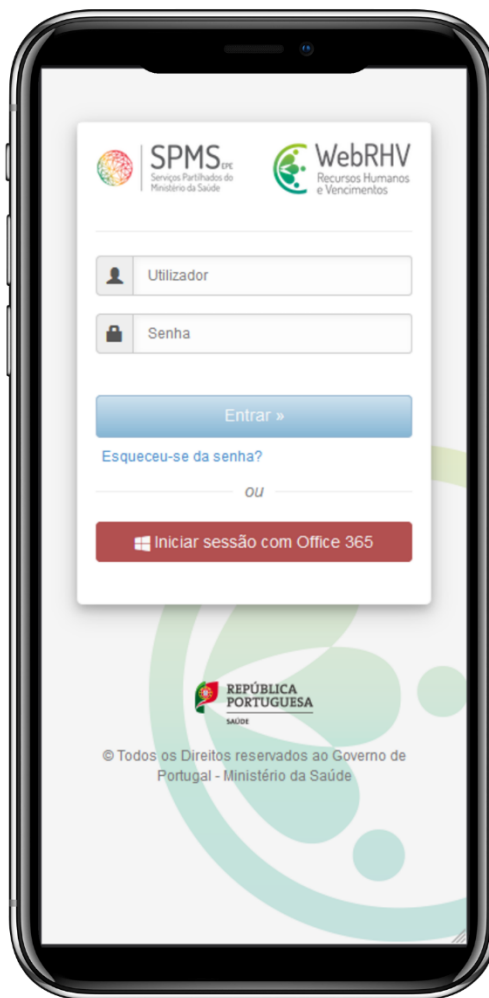 SPMS EPE
Serviços Partilhados do
Ministério da Saúde
WebRHV
Recursos Humanos
e Vencimentos
Utilizador
Senha
Entrar »
Esqueceu-se da senha?
ou
Iniciar sessão com Office 365
REPÚBLICA
PORTUGUESA
SAÚDE
© Todos os Direitos reservados ao Governo de
Portugal - Ministério da Saúde